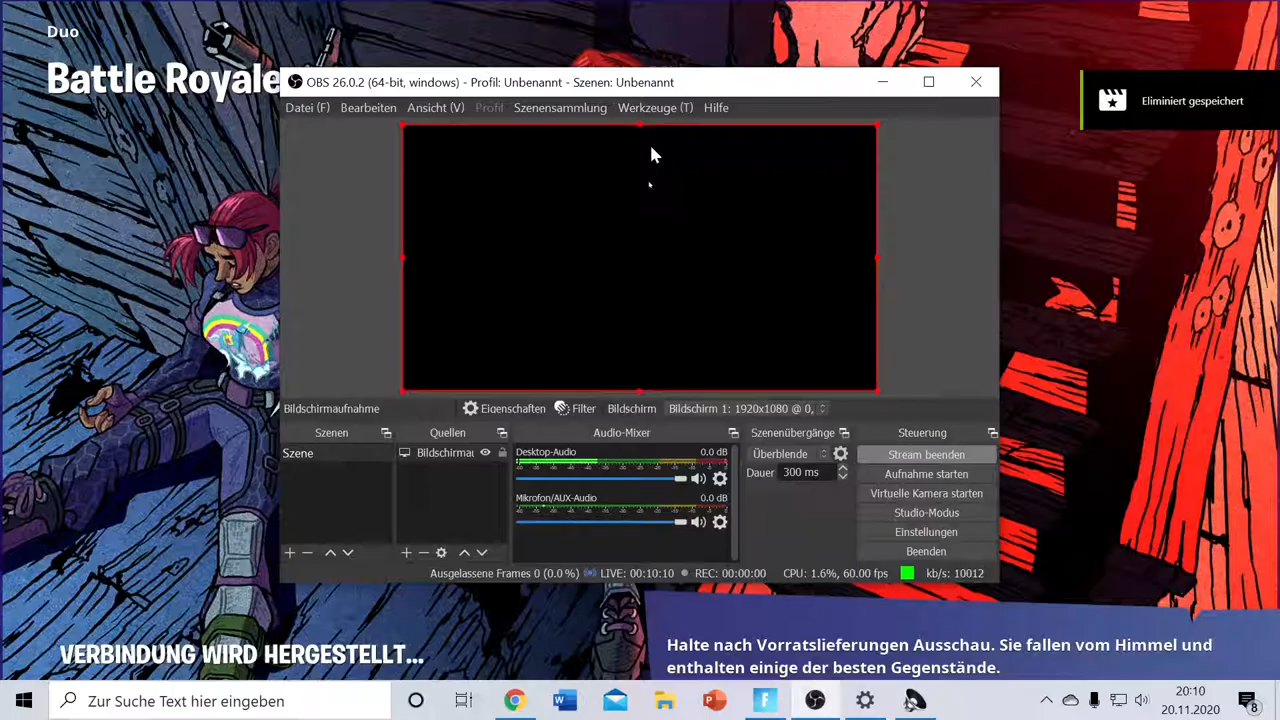 Duo
Battle Royale
OBS 26.0.2 (64-bit, windows) - Profil: Unbenannt - Szenen: Unbenannt
Datei (F) Bearbeiten Ansicht (V) Profil Szenensammlung Werkzeuge (T) Hilfe
Eliminiert gespeichert
Bildschirmaufnahme Eigenschaften Filter Bildschirm Bildschirm 1: 1920x1080 @ 0,
Szenen Quellen Audio-Mixer Szenenübergänge Steuerung
Szene
Bildschirmau
Desktop-Audio 0.0 dB
Mikrofon/AUX-Audio 0.0 dB
Überblende
Dauer 300 ms
Stream beenden
Aufnahme starten
Virtuelle Kamera starten
Studio-Modus
Einstellungen
Beenden
Ausgelassene Frames 0 (0.0 %) LIVE: 00:10:10 REC: 00:00:00 CPU: 1.6%, 60.00 fps kb/s: 10012
VERBINDUNG WIRD HERGESTELLT...
Halte nach Vorratslieferungen Ausschau. Sie fallen vom Himmel und
enthalten einige der besten Gegenstände.
Zur Suche Text hier eingeben
20:10
20.11.2020
8